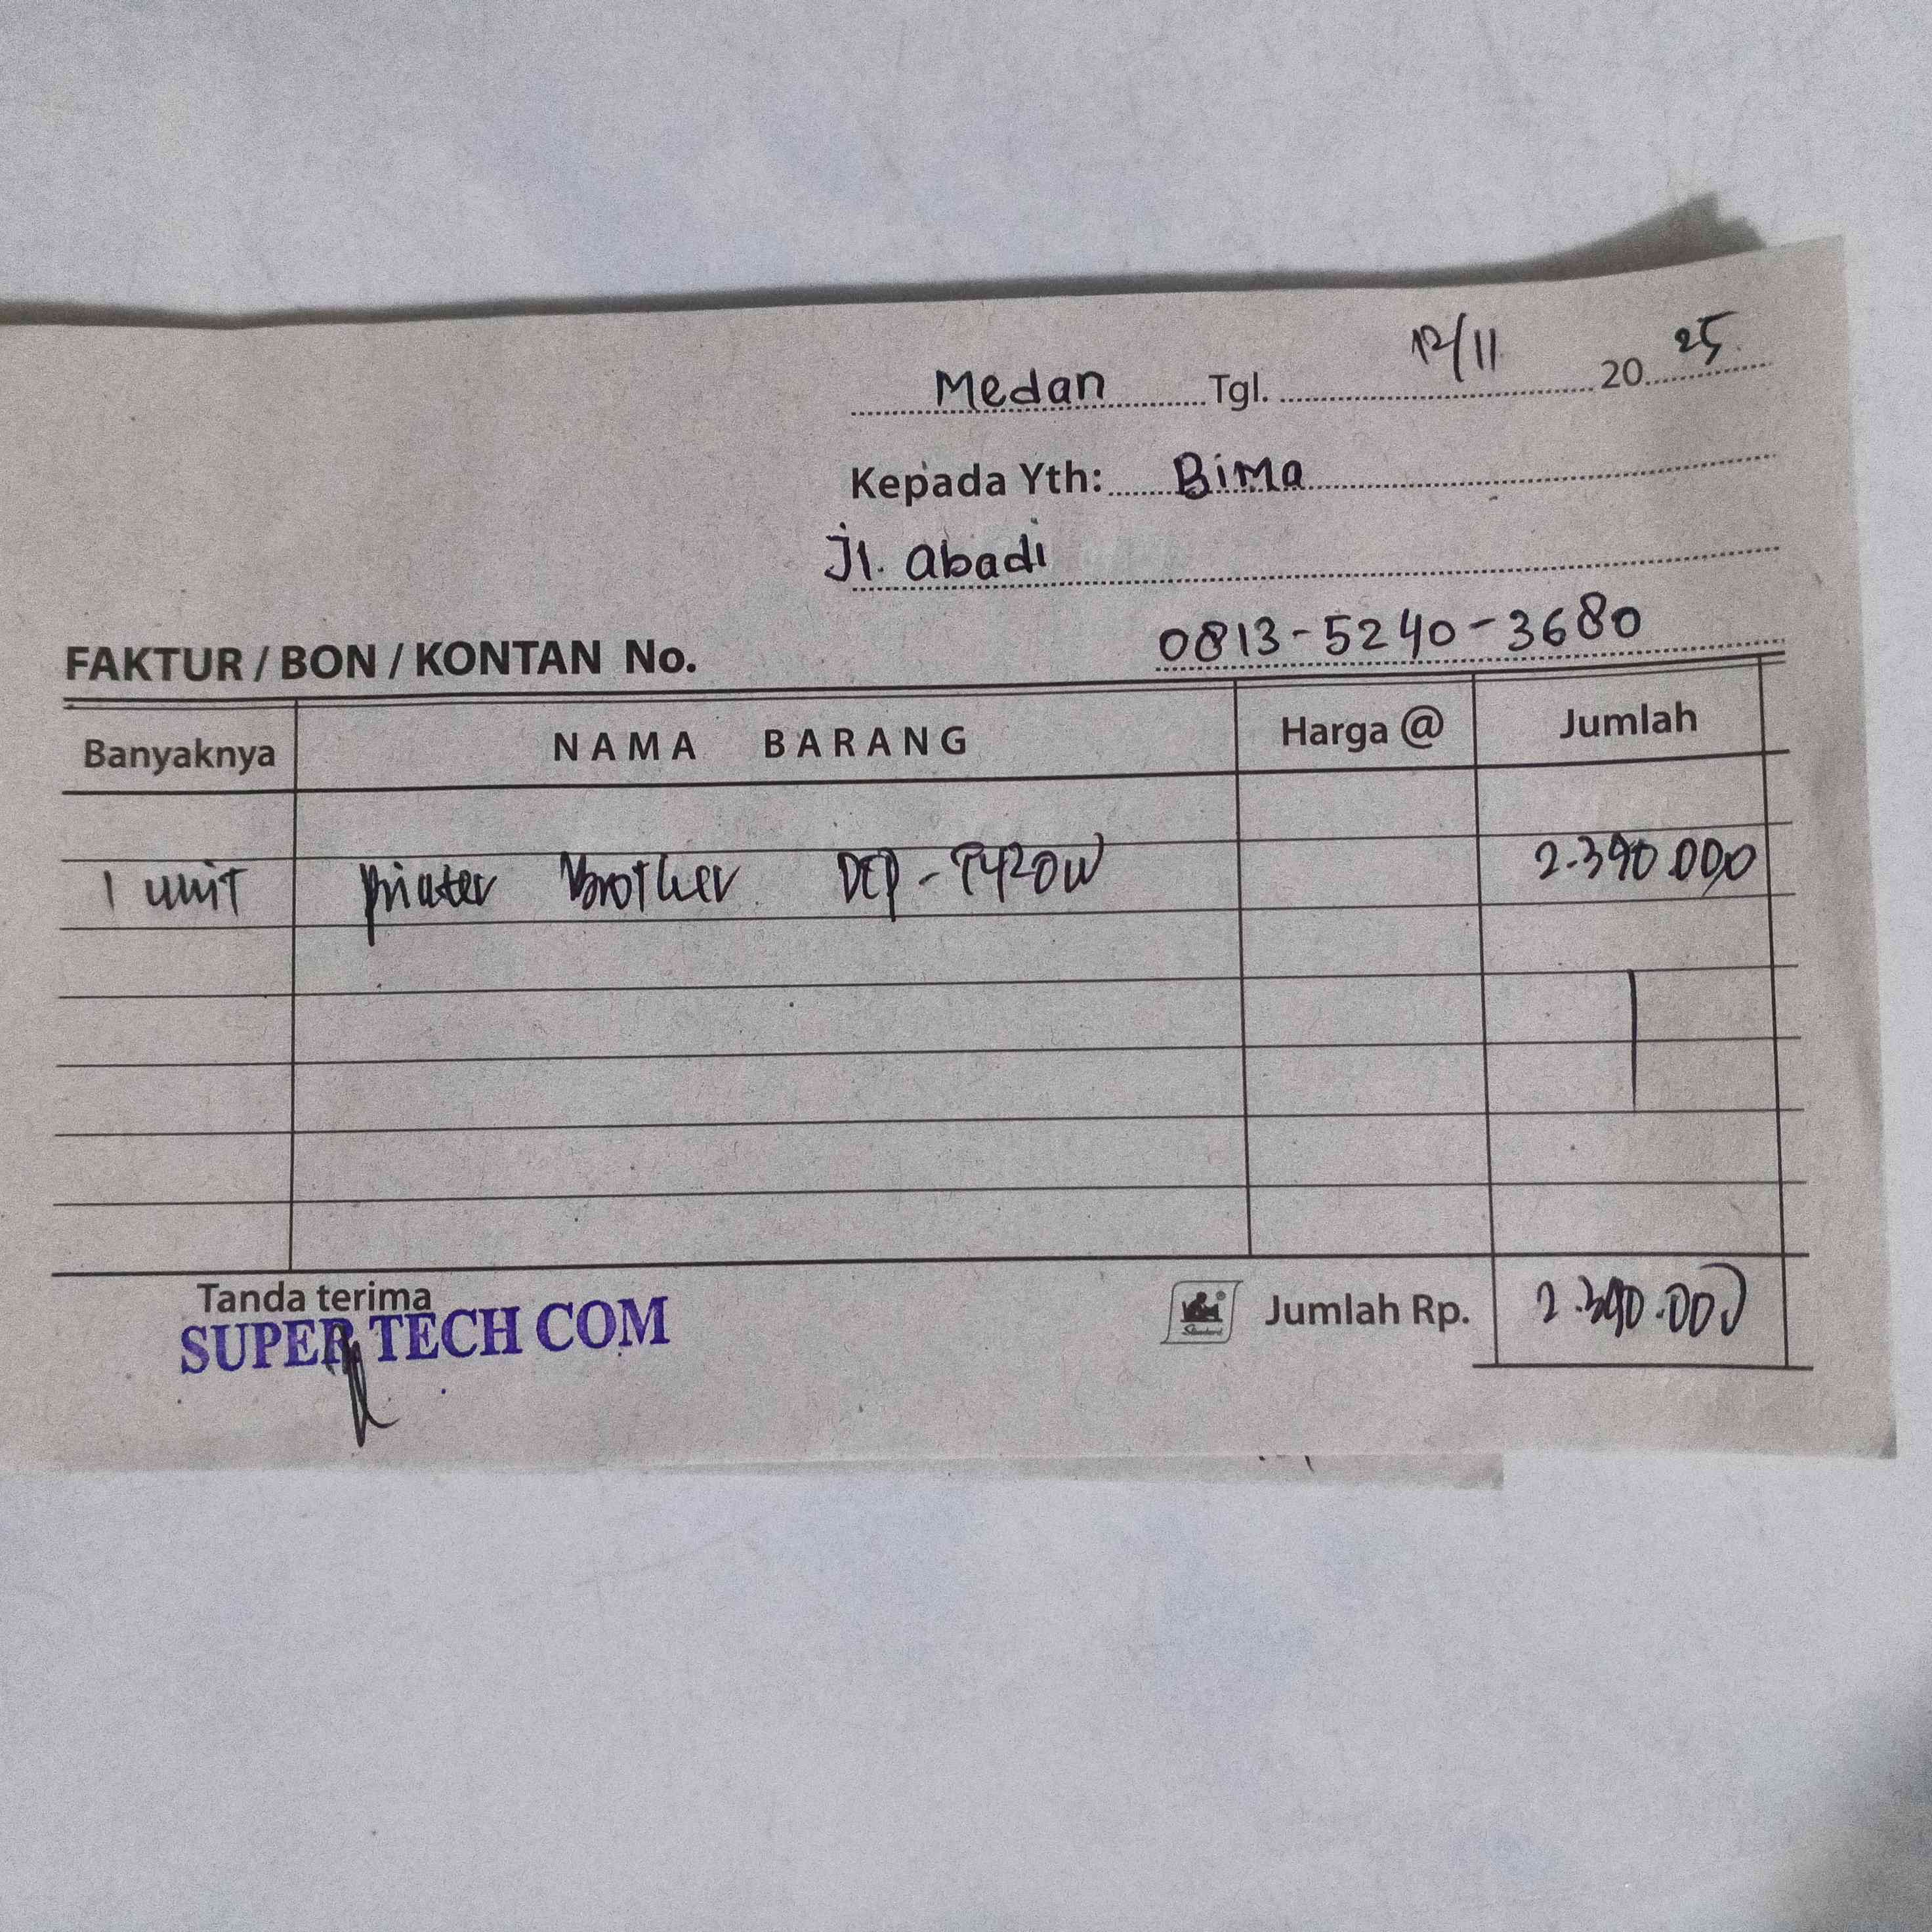 Medan Tgl. 12/11 2025
Kepada Yth: Bima
Jl. Abadi
0813-5240-3680
FAKTUR / BON / KONTAN No.
Banyaknya NAMA BARANG Harga @ Jumlah
1 unit printer Brother DCP-T420W 2.390.000
Tanda terima
SUPER TECH COM
Jumlah Rp. 2.390.000